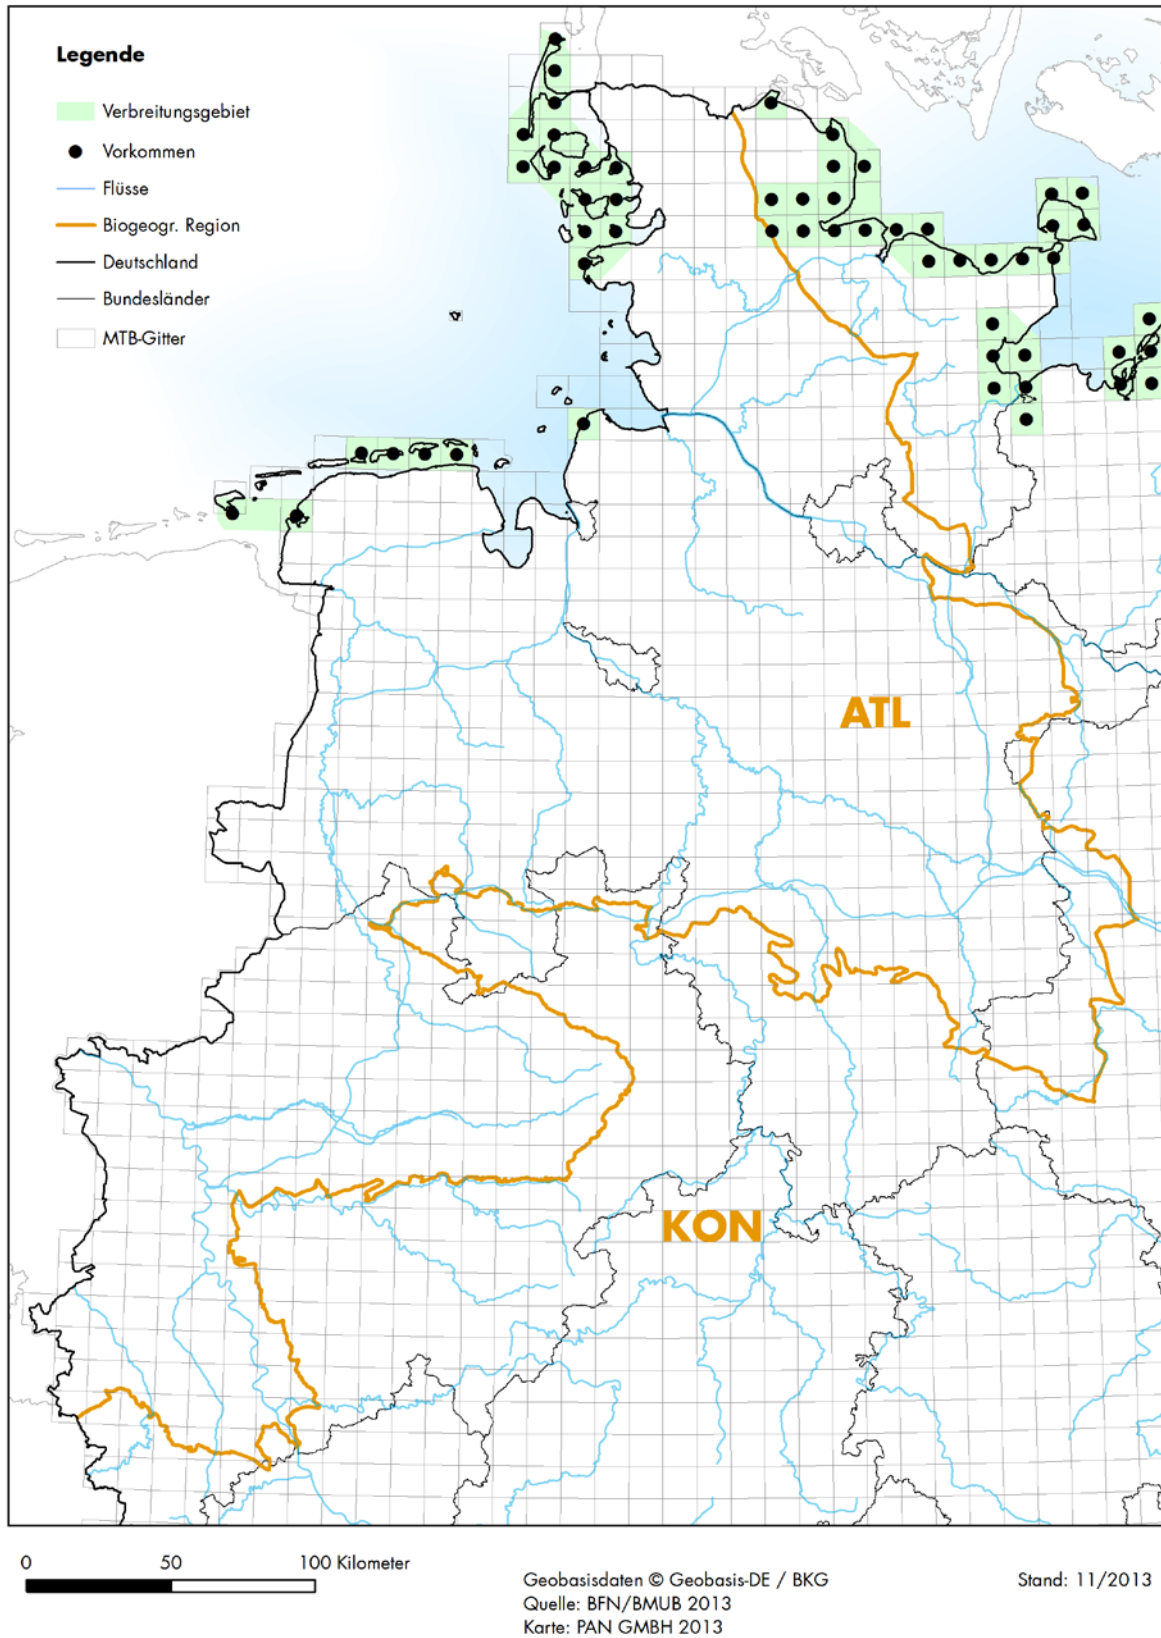 Legende
Verbreitungsgebiet
Vorkommen
Flüsse
Biogeogr. Region
Deutschland
Bundesländer
MTB-Gitter
ATL
KON
0 50 100 Kilometer
Geobasisdaten © Geobasis-DE / BKG
Quelle: BFN/BMUB 2013
Karte: PAN GMBH 2013
Stand: 11/2013